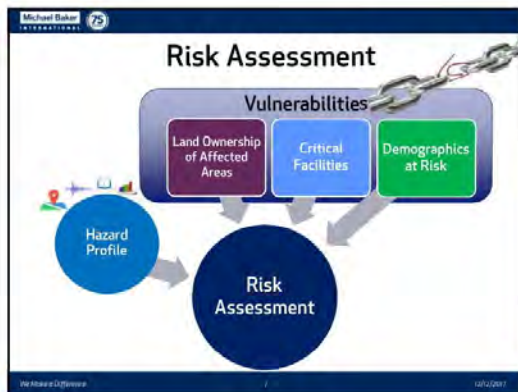 Michael Baker
INTERNATIONAL
75
Risk Assessment
Vulnerabilities
Land Ownership
of Affected
Areas
Critical
Facilities
Demographics
at Risk
Hazard
Profile
Risk
Assessment
We Make a Difference
12/12/2017